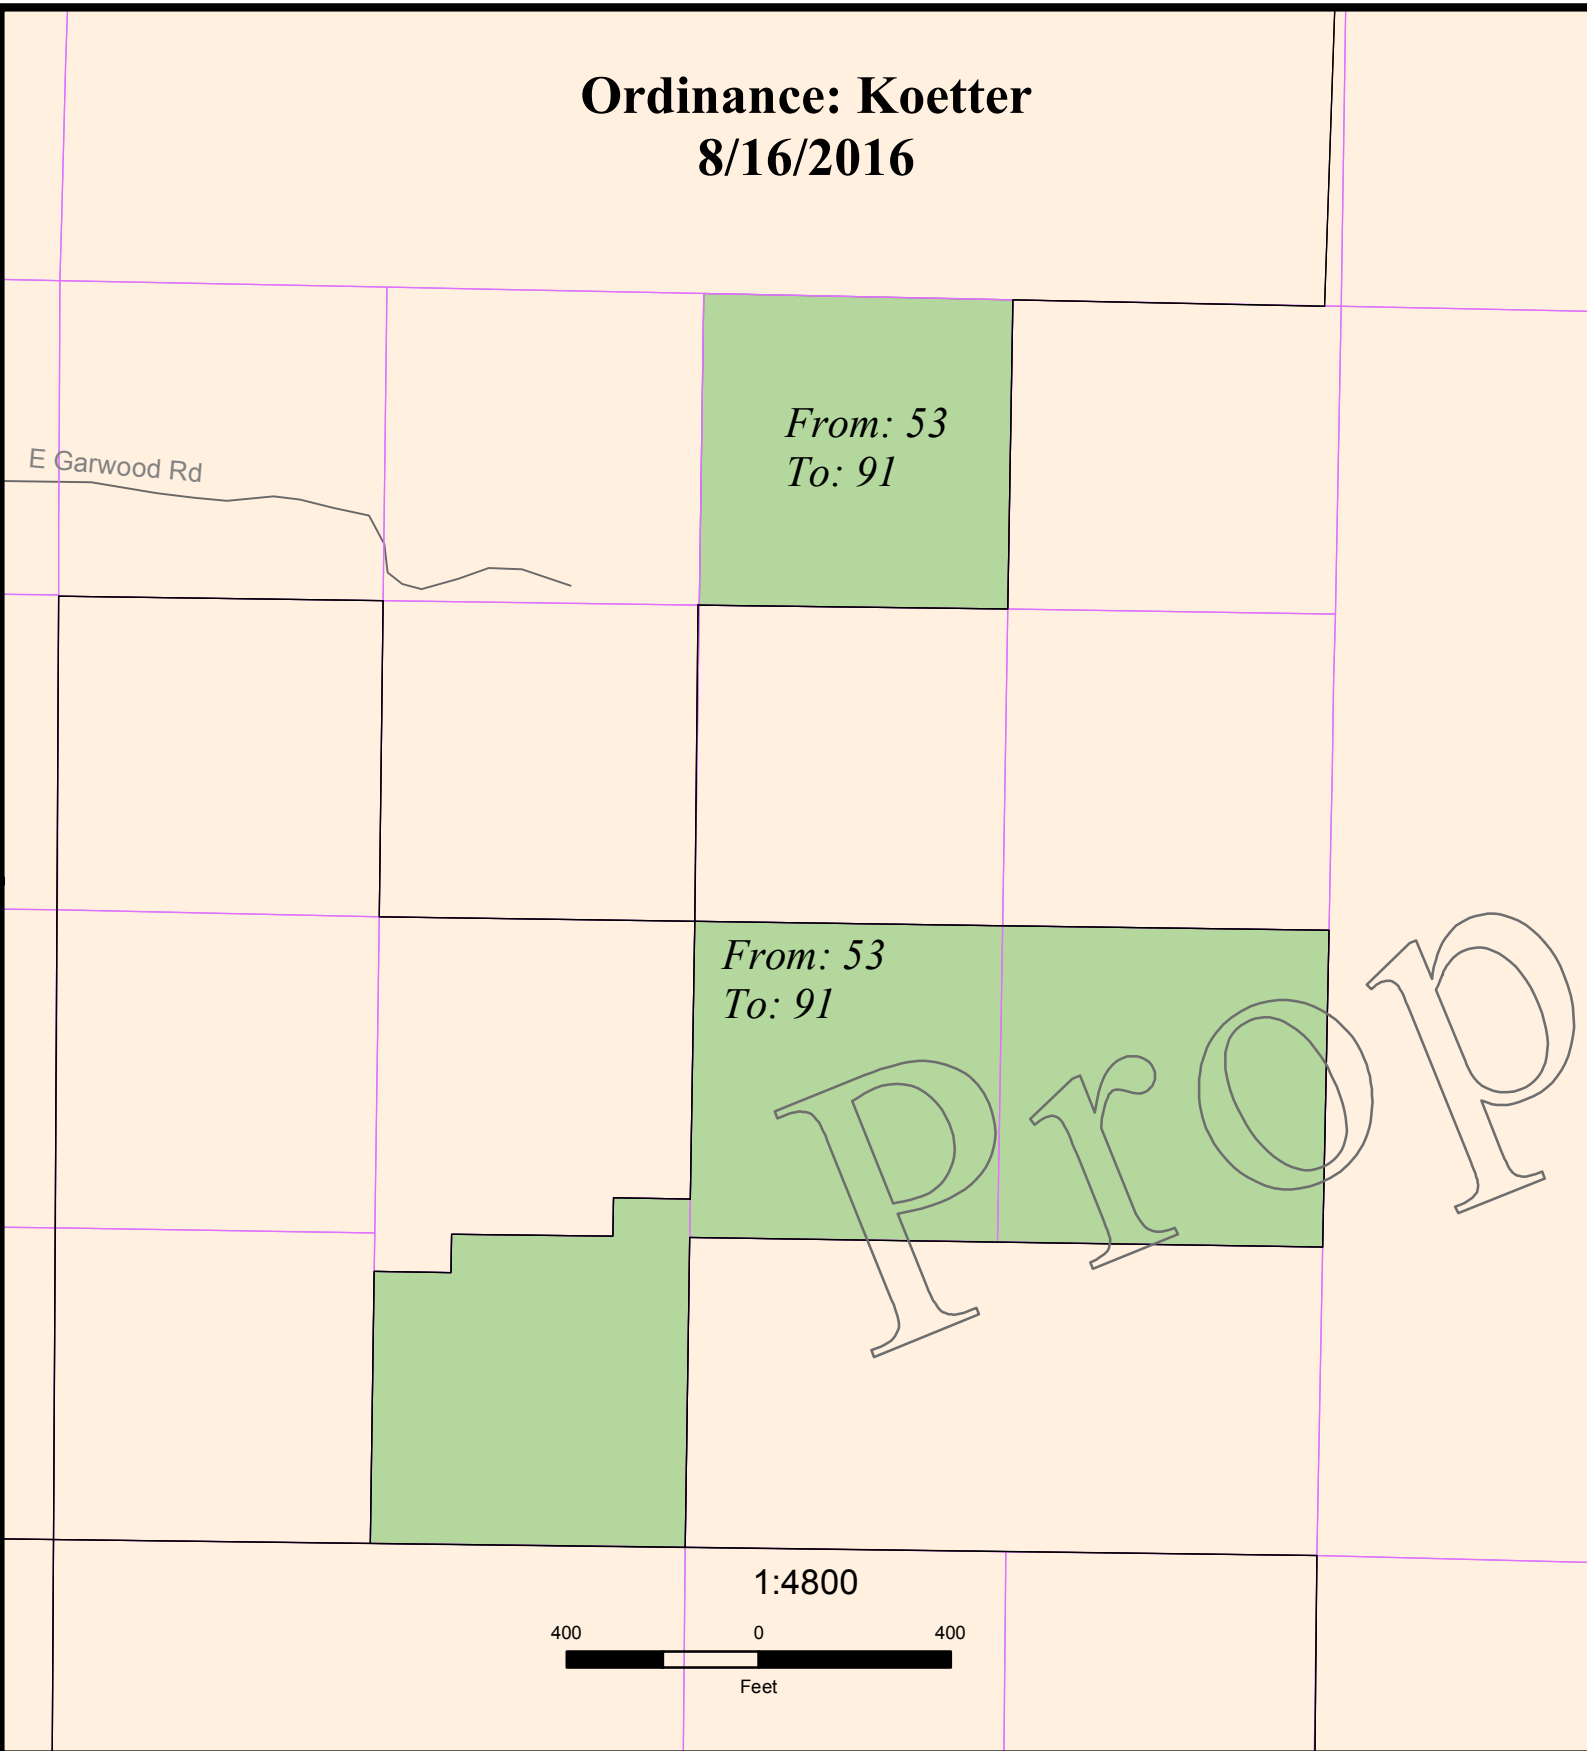 Ordinance: Koetter
8/16/2016
From: 53
To: 91
E Garwood Rd
From: 53
To: 91
Prop
1:4800
400 0 400
Feet